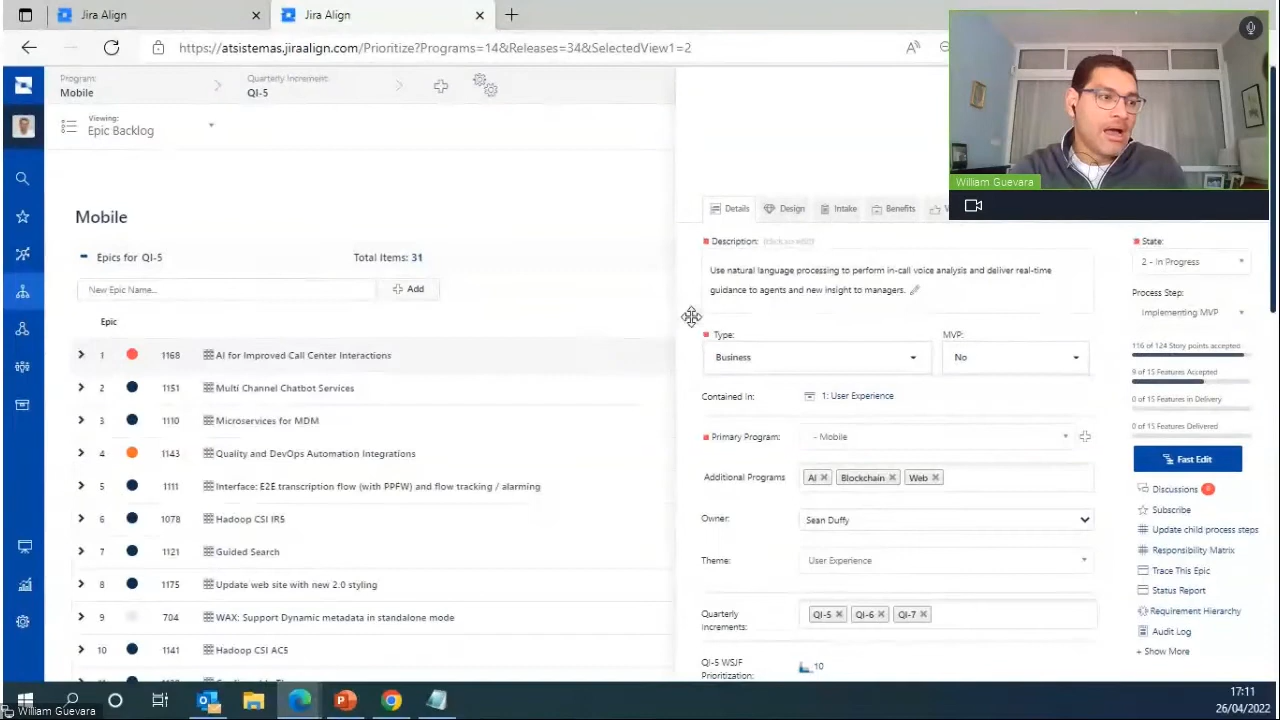 Jira Align
Jira Align
https://atsistemas.jiraalign.com/Prioritize?Programs=14&Releases=34&SelectedView1=2
Program:
Mobile
Quarterly Increment:
QI-5
Viewing:
Epic Backlog
Mobile
Epics for QI-5
Total Items: 31
New Epic Name...
Add
Epic
1 1168 AI for Improved Call Center Interactions
2 1151 Multi Channel Chatbot Services
3 1110 Microservices for MDM
4 1143 Quality and DevOps Automation Integrations
5 1111 Interface: E2E transcription flow (with PPFW) and flow tracking / alarming
6 1078 Hadoop CSI IR5
7 1121 Guided Search
8 1175 Update web site with new 2.0 styling
9 704 WAX: Support Dynamic metadata in standalone mode
10 1141 Hadoop CSI AC5
Details
Design
Intake
Benefits
Description:
Use natural language processing to perform in-call voice analysis and deliver real-time
guidance to agents and new insight to managers.
Type:
Business
MVP:
No
Contained In:
1: User Experience
Primary Program:
- Mobile
Additional Programs
AI
Blockchain
Web
Owner:
Sean Duffy
Theme:
User Experience
Quarterly
Increments:
QI-5
QI-6
QI-7
QI-5 WSJF
Prioritization:
10
State:
2 - In Progress
Process Step:
Implementing MVP
116 of 124 Story points accepted
9 of 15 Features Accepted
0 of 15 Features in Delivery
0 of 15 Features Delivered
Fast Edit
Discussions
Subscribe
Update child process steps
Responsibility Matrix
Trace This Epic
Status Report
Requirement Hierarchy
Audit Log
+ Show More
William Guevara
William Guevara
17:11
26/04/2022